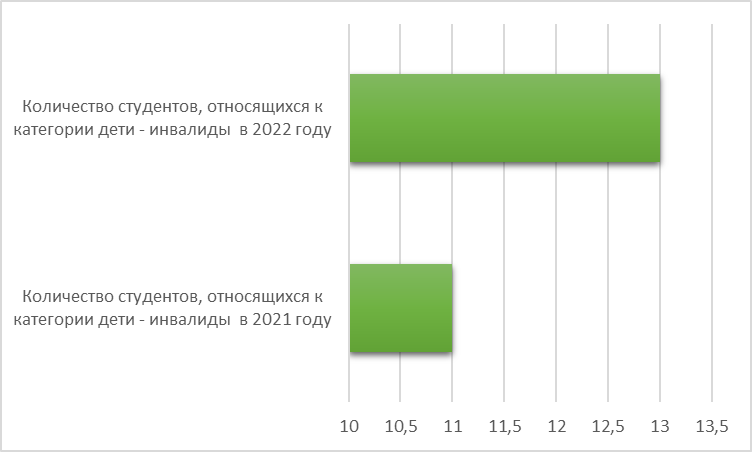 Количество студентов, относящихся к
категории дети - инвалиды  в 2022 году
Количество студентов, относящихся к
категории дети - инвалиды  в 2021 году
10 10,5 11 11,5 12 12,5 13 13,5